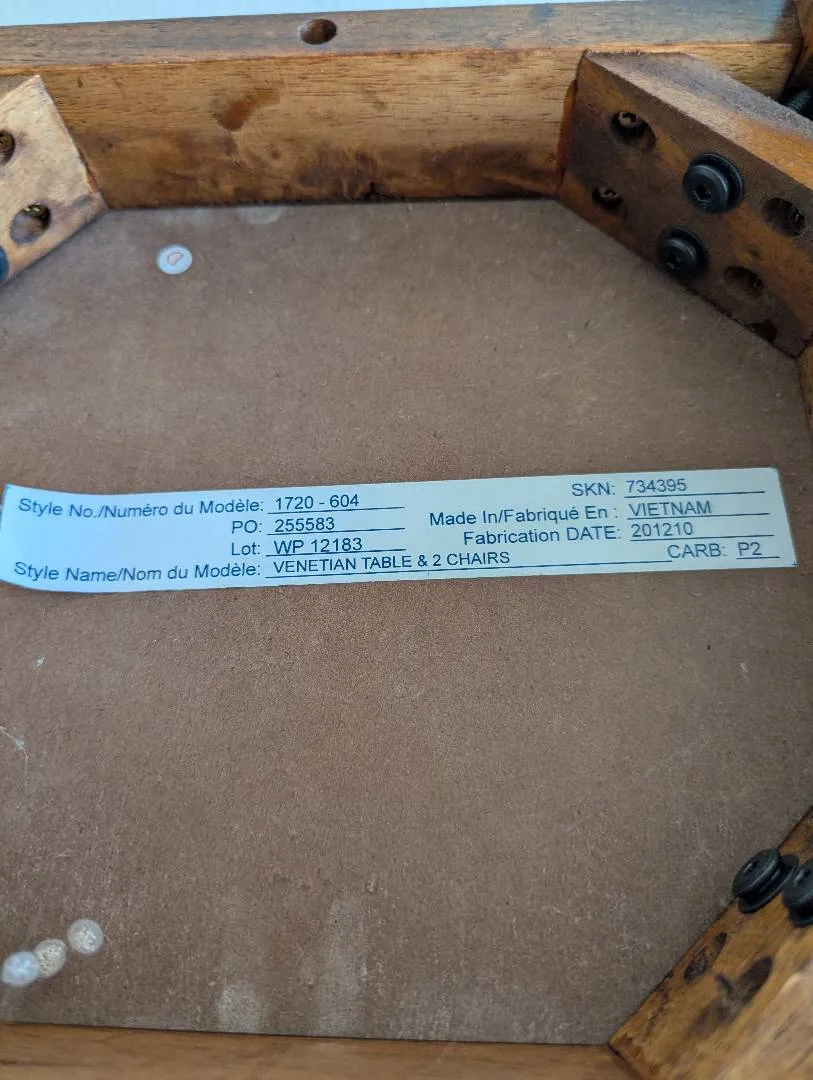 Style No./Numéro du Modèle: 1720 - 604
PO: 255583
Lot: WP 12183
Style Name/Nom du Modèle: VENETIAN TABLE & 2 CHAIRS
SKN: 734395
Made In/Fabriqué En : VIETNAM
Fabrication DATE: 201210
CARB: P2
D